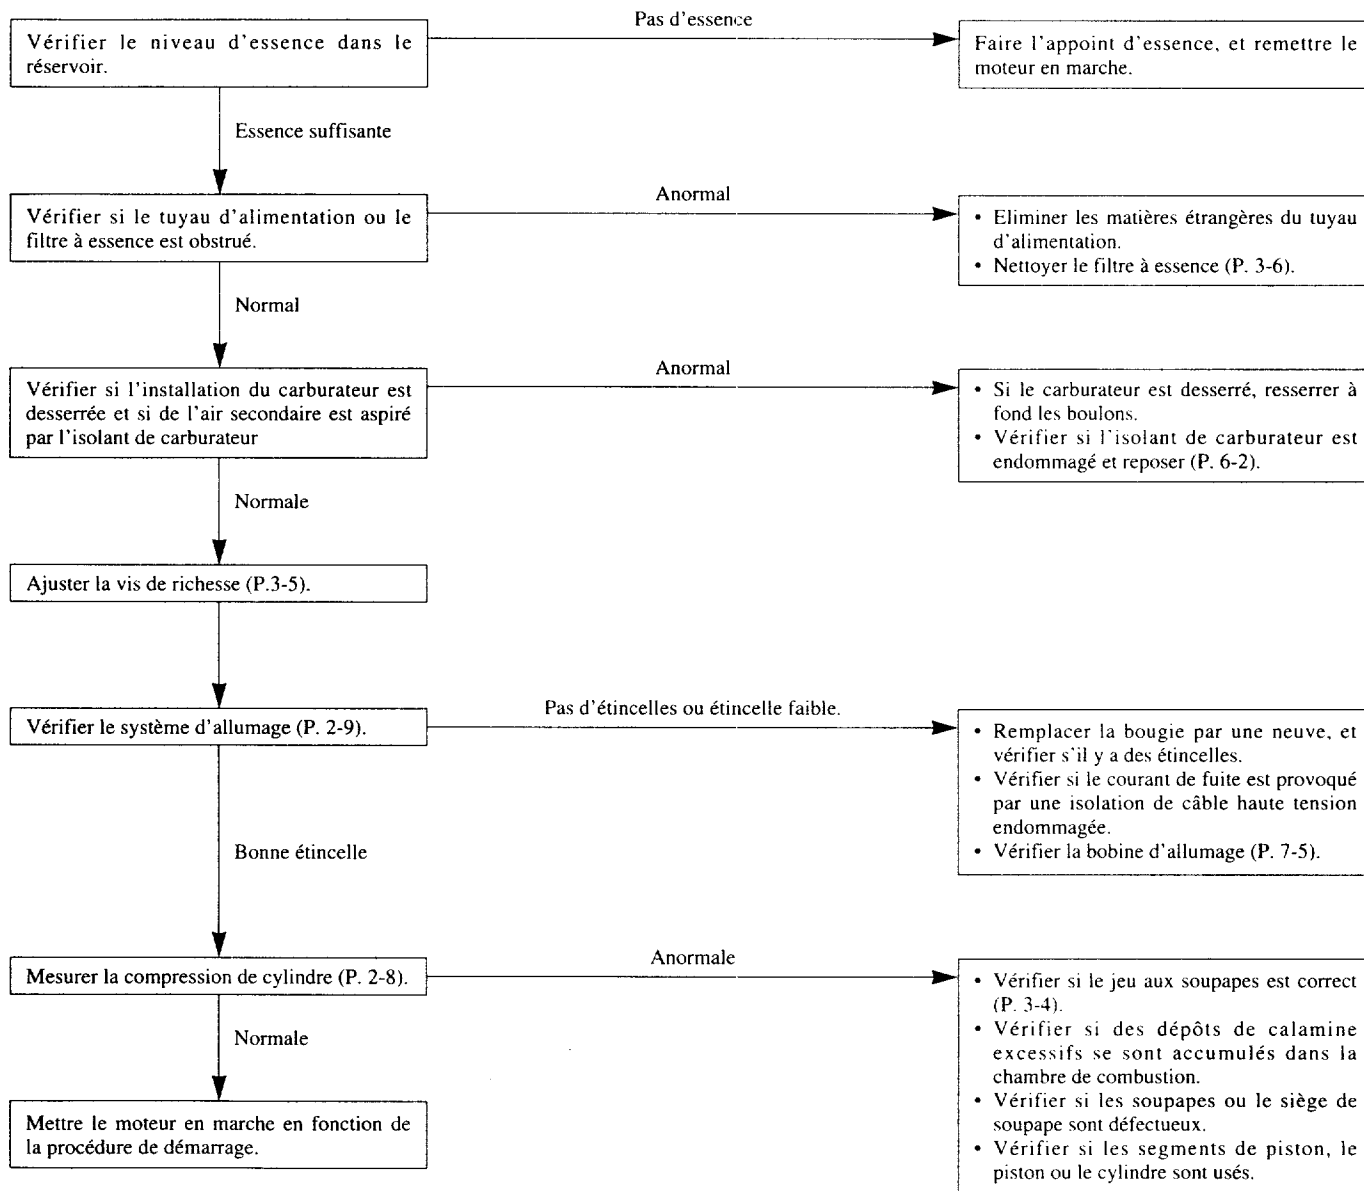 Pas d'essence
Vérifier le niveau d'essence dans le
réservoir.
Faire l'appoint d'essence, et remettre le
moteur en marche.
Essence suffisante
Anormal
Vérifier si le tuyau d'alimentation ou le
filtre à essence est obstrué.
• Eliminer les matières étrangères du tuyau
d'alimentation.
• Nettoyer le filtre à essence (P. 3-6).
Normal
Anormal
Vérifier si l'installation du carburateur est
desserrée et si de l'air secondaire est aspiré
par l'isolant de carburateur
• Si le carburateur est desserré, resserrer à
fond les boulons.
• Vérifier si l'isolant de carburateur est
endommagé et reposer (P. 6-2).
Normale
Ajuster la vis de richesse (P.3-5).
Pas d'étincelles ou étincelle faible.
Vérifier le système d'allumage (P. 2-9).
• Remplacer la bougie par une neuve, et
vérifier s'il y a des étincelles.
• Vérifier si le courant de fuite est provoqué
par une isolation de câble haute tension
endommagée.
• Vérifier la bobine d'allumage (P. 7-5).
Bonne étincelle
Anormale
Mesurer la compression de cylindre (P. 2-8).
• Vérifier si le jeu aux soupapes est correct
(P. 3-4).
• Vérifier si des dépôts de calamine
excessifs se sont accumulés dans la
chambre de combustion.
• Vérifier si les soupapes ou le siège de
soupape sont défectueux.
• Vérifier si les segments de piston, le
piston ou le cylindre sont usés.
Normale
Mettre le moteur en marche en fonction de
la procédure de démarrage.